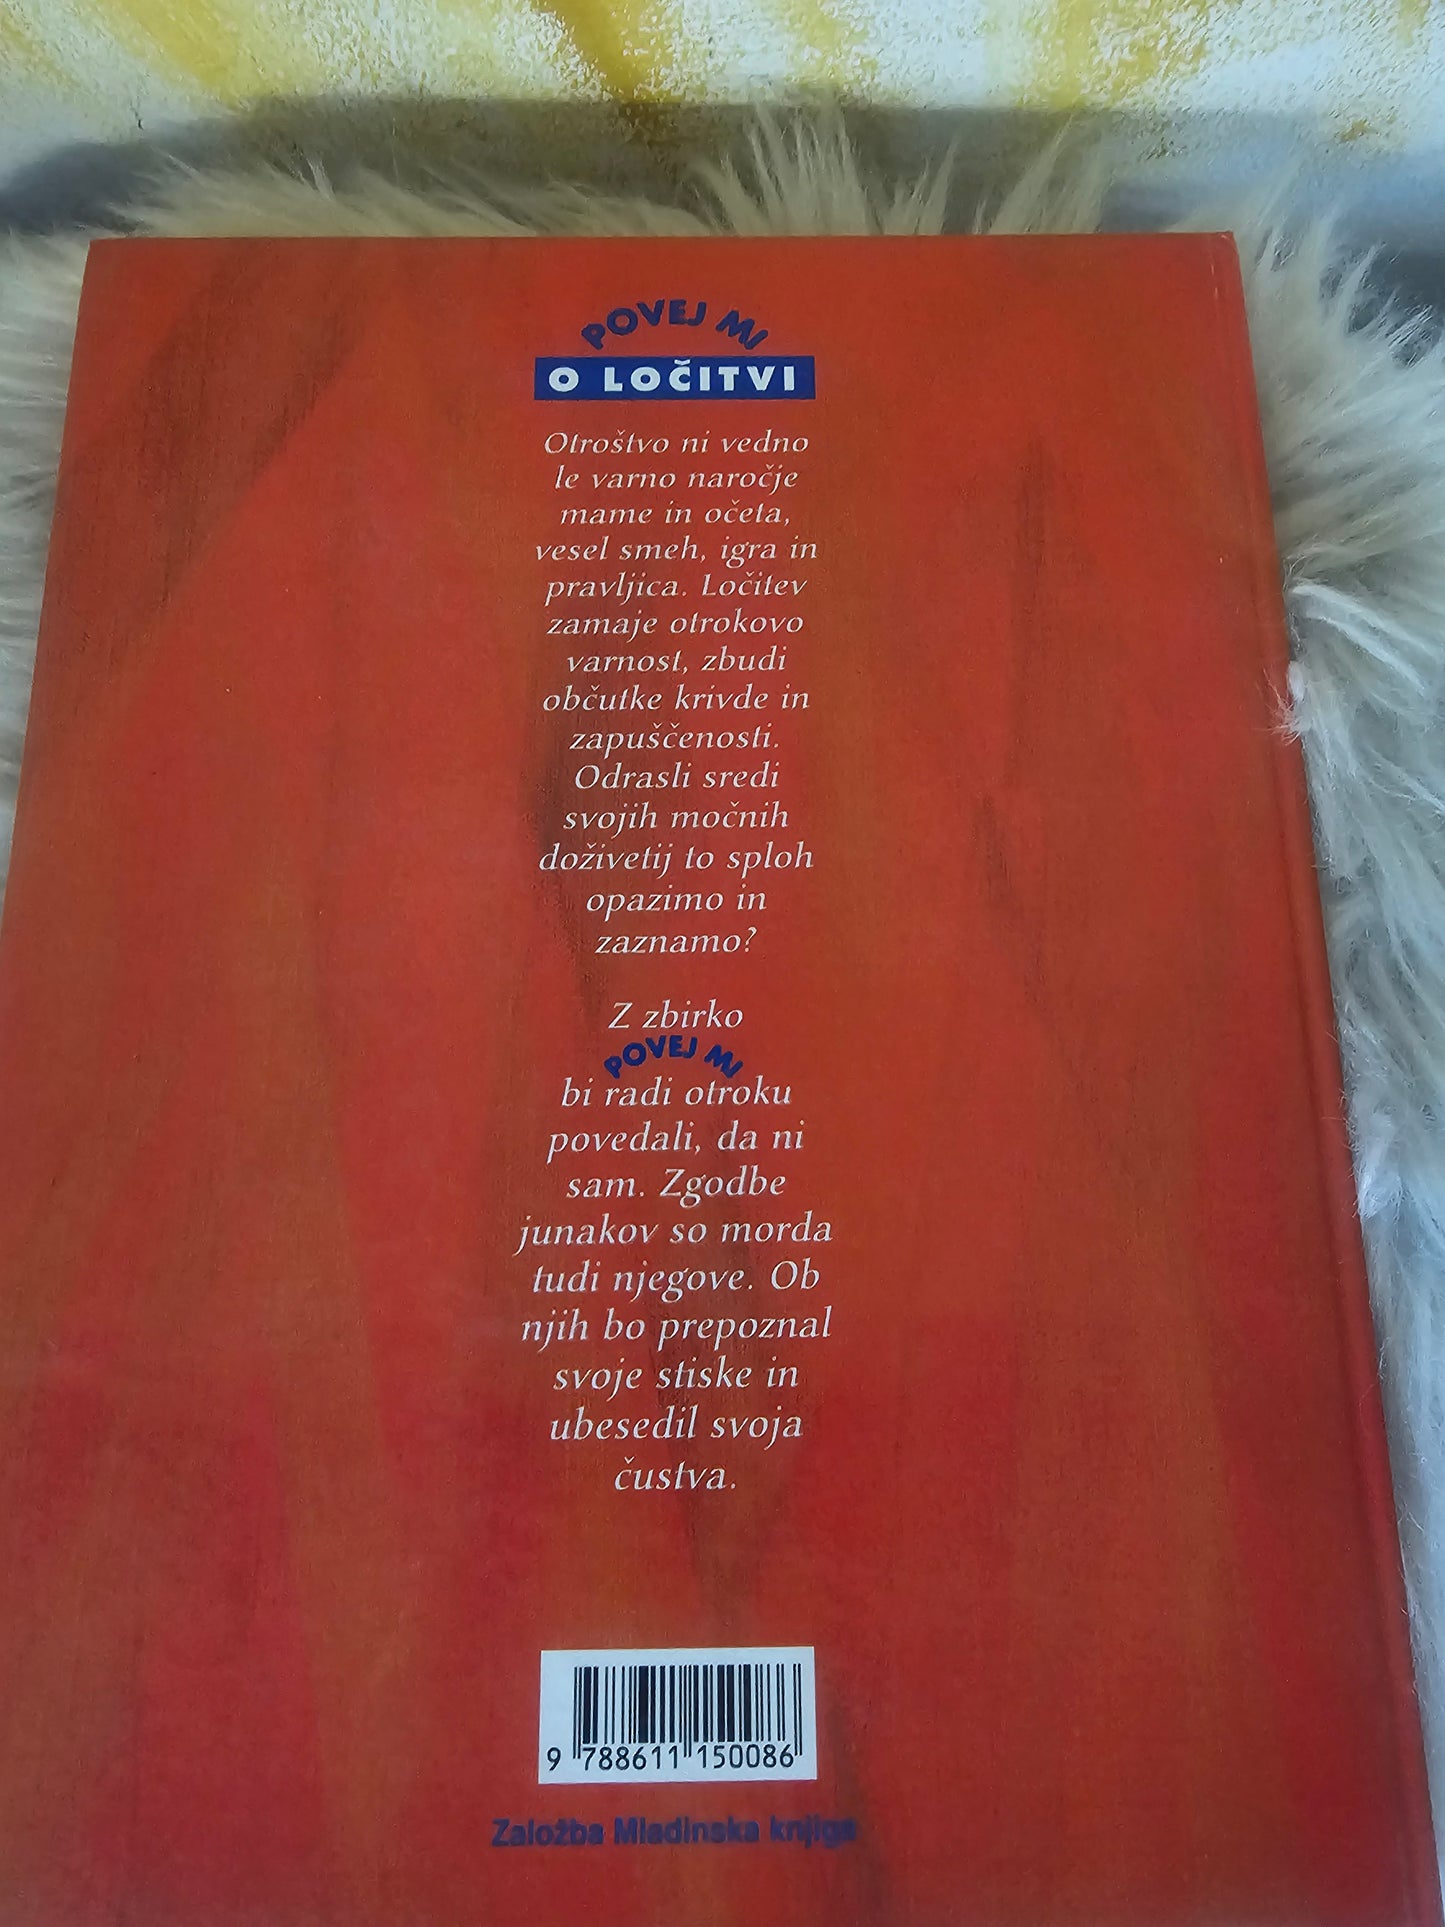 POVEJ MI
O LOČITVI
Otroštvo ni vedno
le varno naročje
mame in očeta,
vesel smeh, igra in
pravljica. Ločitev
zamaje otrokovo
varnost, zbudi
občutke krivde in
zapuščenosti.
Odrasli sredi
svojih močnih
doživetij to sploh
opazimo in
zaznamo?
Z zbirko
POVEJ MI
bi radi otroku
povedali, da ni
sam. Zgodbe
junakov so morda
tudi njegove. Ob
njih bo prepoznal
svoje stiske in
ubesedil svoja
čustva.
9 788611 150086
Založba Mladinska knjiga